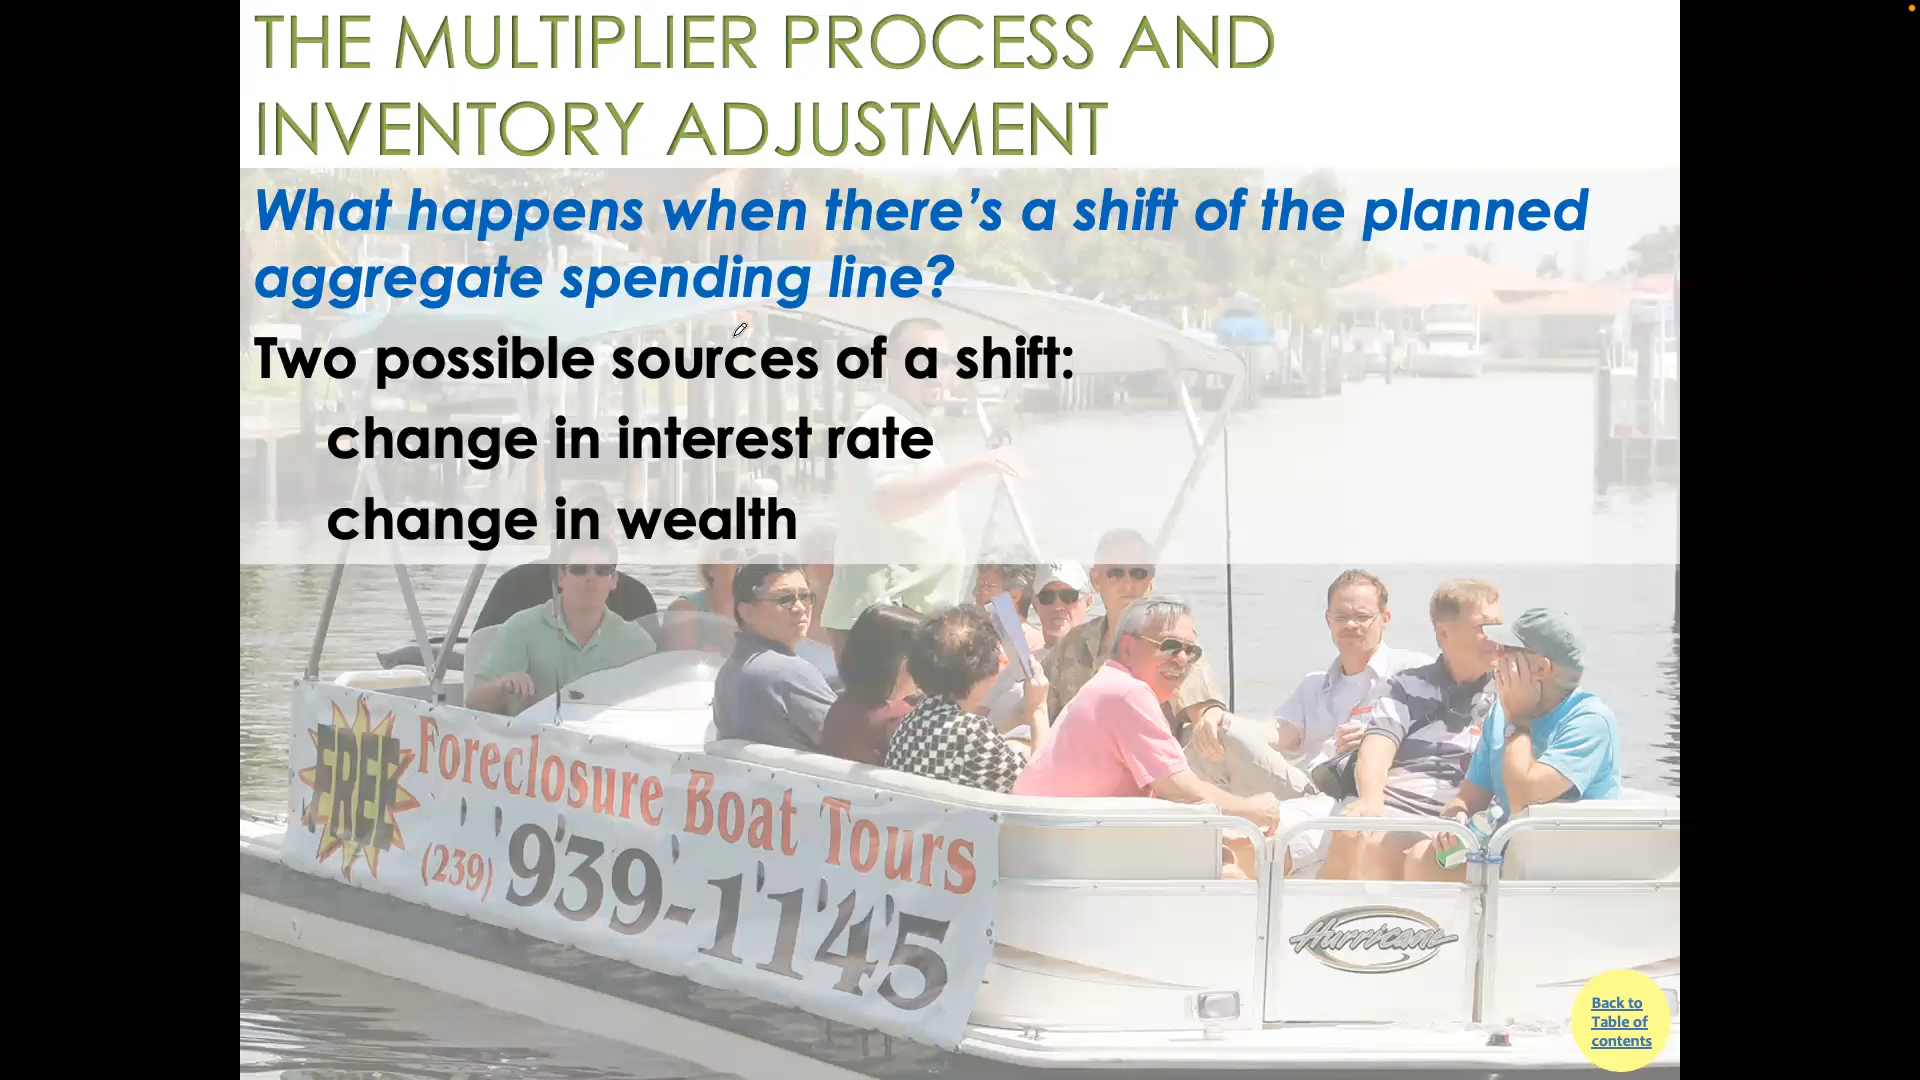 THE MULTIPLIER PROCESS AND
INVENTORY ADJUSTMENT
What happens when there’s a shift of the planned
aggregate spending line?
Two possible sources of a shift:
change in interest rate
change in wealth
FREE
Foreclosure Boat Tours
(239) 939-1145
Hurricane
Back to
Table of
contents